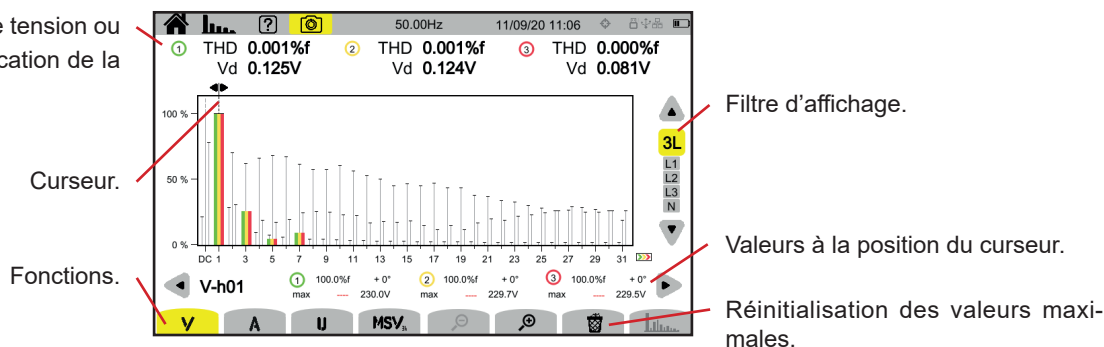 e tension ou
cation de la
50.00Hz 11/09/20 11:06
?
1 THD 0.001%f 2 THD 0.001%f 3 THD 0.000%f
Vd 0.125V Vd 0.124V Vd 0.081V
100 %
50 %
0 %
DC 1 3 5 7 9 11 13 15 17 19 21 23 25 27 29 31
3L
L1
L2
L3
N
V-h01
1 100.0%f + 0° 2 100.0%f + 0° 3 100.0%f + 0°
max ---- 230.0V max ---- 229.7V max ---- 229.5V
V A U MSV
Curseur.
Fonctions.
Filtre d’affichage.
Valeurs à la position du curseur.
Réinitialisation des valeurs maxi-
males.